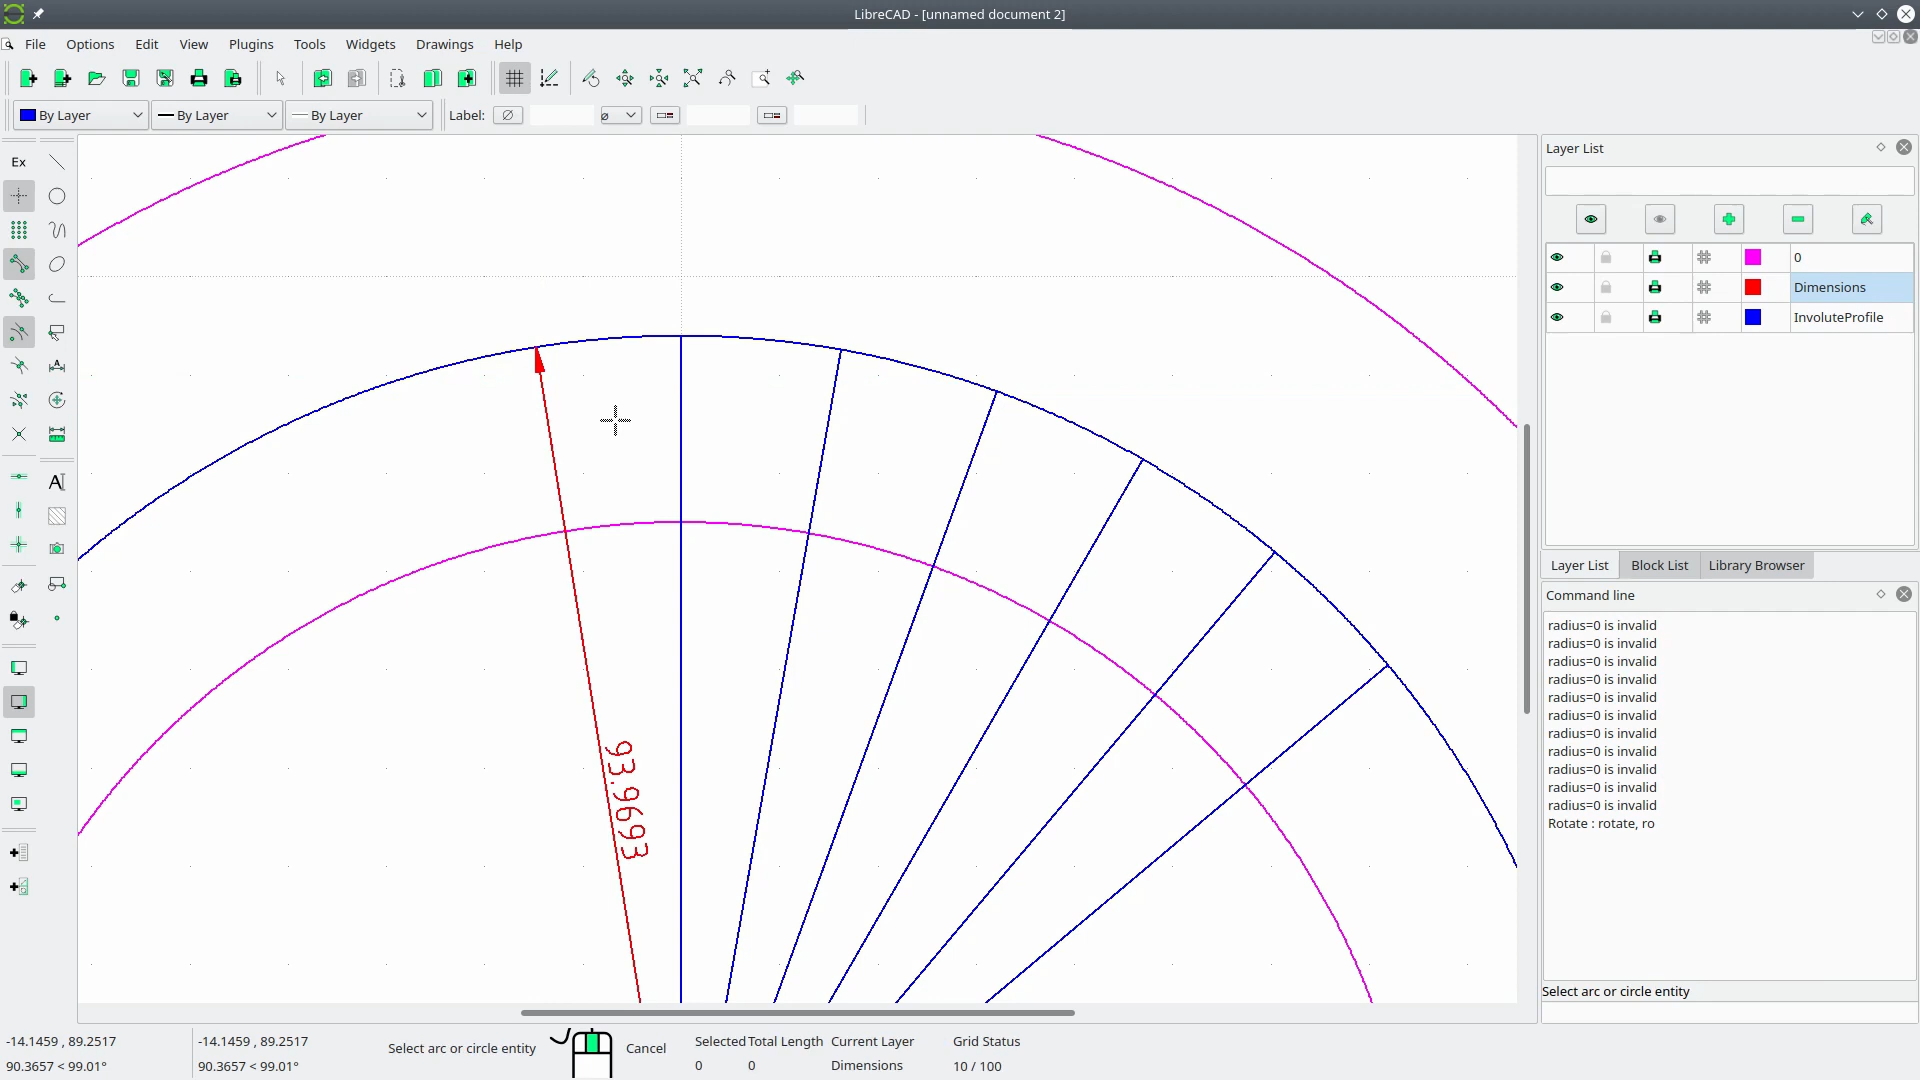 LibreCAD - [unnamed document 2]
File Options Edit View Plugins Tools Widgets Drawings Help
By Layer By Layer By Layer Label: Ø ⌀
Ex
A
A
93.9693
Layer List
0
Dimensions
InvoluteProfile
Layer List Block List Library Browser
Command line
radius=0 is invalid
radius=0 is invalid
radius=0 is invalid
radius=0 is invalid
radius=0 is invalid
radius=0 is invalid
radius=0 is invalid
radius=0 is invalid
radius=0 is invalid
radius=0 is invalid
radius=0 is invalid
Rotate : rotate, ro
Select arc or circle entity
-14.1459 , 89.2517 -14.1459 , 89.2517 Selected Total Length Current Layer Grid Status
Select arc or circle entity Cancel
90.3657 < 99.01° 90.3657 < 99.01° 0 0 Dimensions 10 / 100